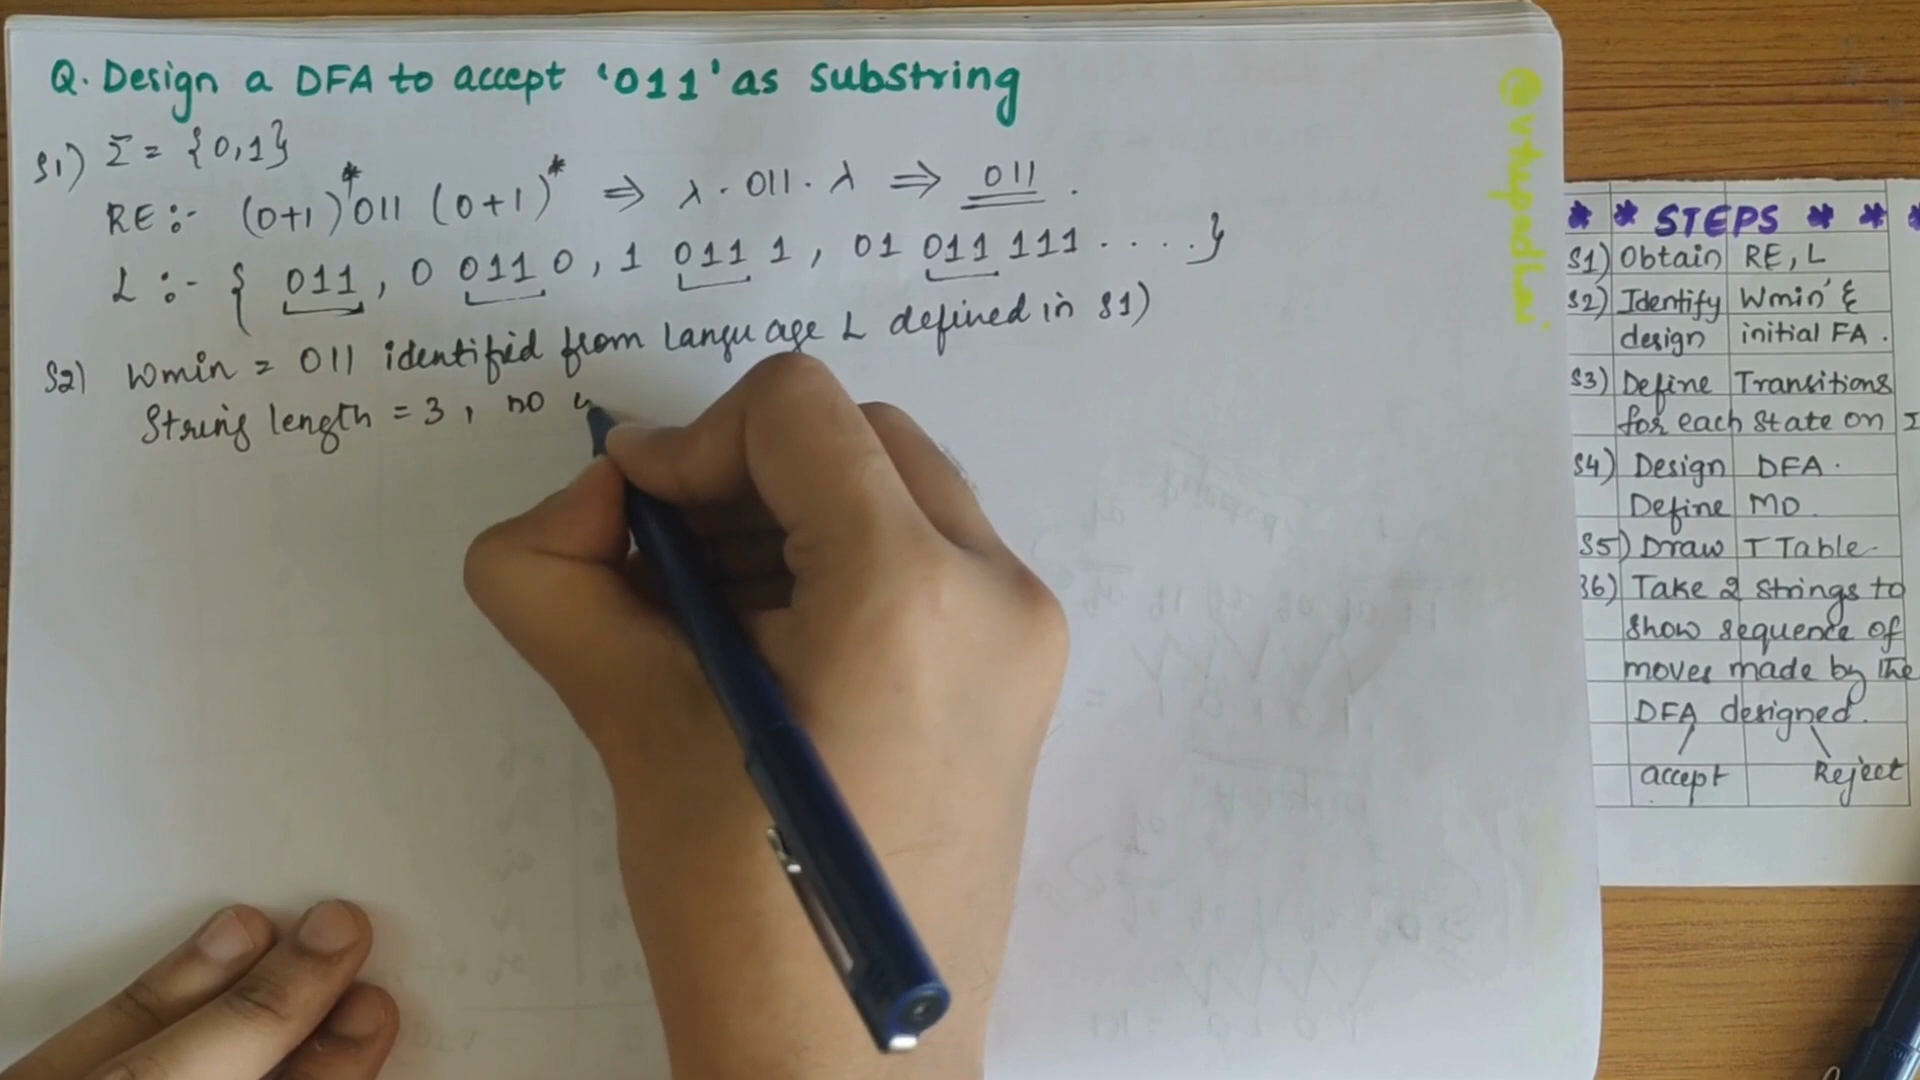 Q. Design a DFA to accept '011' as substring
S1) Σ = {0,1}
RE :- (0+1)* 011 (0+1)* ⇒ λ · 011 · λ ⇒ 011 .
L :- { 011 , 0 011 0 , 1 011 1 , 01 011 111 . . . . }
S2) Wmin = 011 identified from language L defined in S1)
String length = 3 , no
@vtupadhai
* * STEPS * * *
S1) Obtain RE, L
S2) Identify Wmin &
design initial FA .
S3) Define Transitions
for each state on Σ
S4) Design DFA .
Define MD
S5) Draw T Table
S6) Take 2 strings to
show sequence of
moves made by the
DFA designed.
accept Reject